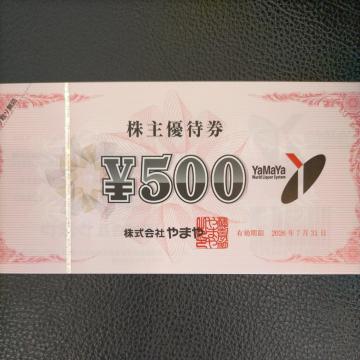 株主優待券
¥500
YaMaYa
World Liquor System
株式会社 やまや
有効期限 2026年7月31日